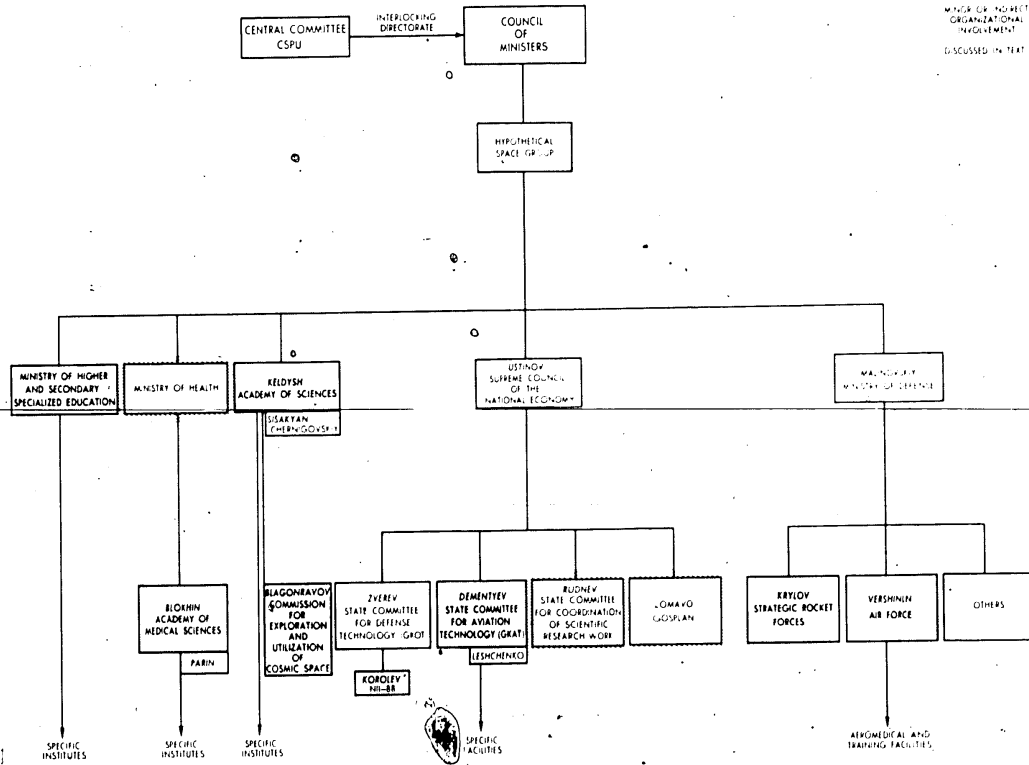 CENTRAL COMMITTEE
CSPU
INTERLOCKING
DIRECTORATE
COUNCIL
OF
MINISTERS
MINOR OR INDIRECT
ORGANIZATIONAL
INVOLVEMENT
DISCUSSED IN TEXT
HYPOTHETICAL
SPACE GROUP
MINISTRY OF HIGHER
AND SECONDARY
SPECIALIZED EDUCATION
MINISTRY OF HEALTH
KELDYSH
ACADEMY OF SCIENCES
SISAKYAN
CHERNIGOVSKIY
USTINOV
SUPREME COUNCIL
OF THE
NATIONAL ECONOMY
MALINOVSKIY
MINISTRY OF DEFENSE
BLOKHIN
ACADEMY OF
MEDICAL SCIENCES
PARIN
BLAGONRAVOV
COMMISSION
FOR
EXPLORATION
AND
UTILIZATION
OF
COSMIC SPACE
ZVEREV
STATE COMMITTEE
FOR DEFENSE
TECHNOLOGY (GKOT)
KOROLEV
NII-88
DEMENTYEV
STATE COMMITTEE
FOR AVIATION
TECHNOLOGY (GKAT)
LESHCHENKO
RUDNEV
STATE COMMITTEE
FOR COORDINATION
OF SCIENTIFIC
RESEARCH WORK
LOMAVO
GOSPLAN
KRYLOV
STRATEGIC ROCKET
FORCES
VERSHININ
AIR FORCE
OTHERS
SPECIFIC
INSTITUTES
SPECIFIC
INSTITUTES
SPECIFIC
INSTITUTES
SPECIFIC
FACILITIES
AEROMEDICAL AND
TRAINING FACILITIES